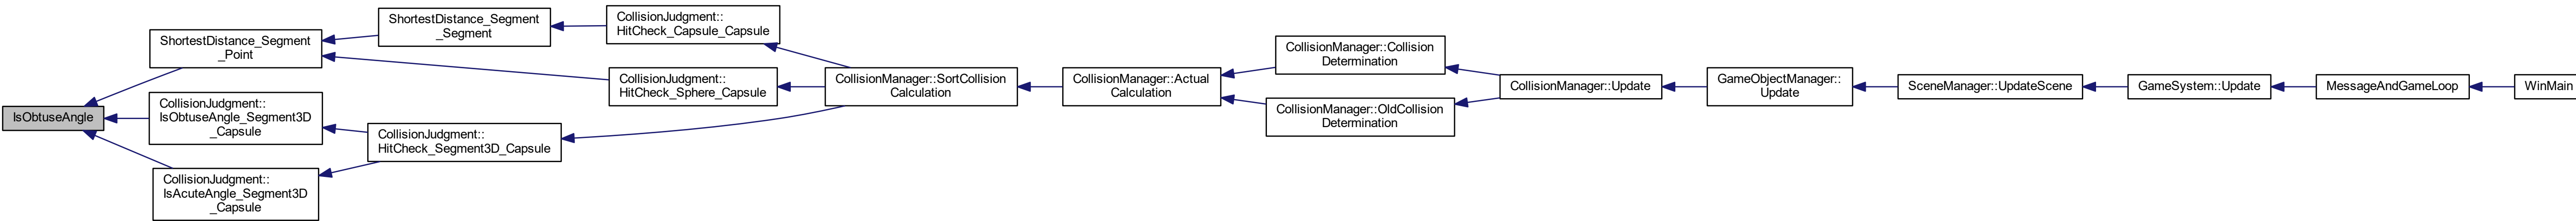 IsObtuseAngle
ShortestDistance_Segment
_Point
CollisionJudgment::
IsObtuseAngle_Segment3D
_Capsule
CollisionJudgment::
IsAcuteAngle_Segment3D
_Capsule
ShortestDistance_Segment
_Segment
CollisionJudgment::
HitCheck_Segment3D_Capsule
CollisionJudgment::
HitCheck_Capsule_Capsule
CollisionJudgment::
HitCheck_Sphere_Capsule
CollisionManager::SortCollision
Calculation
CollisionManager::Actual
Calculation
CollisionManager::Collision
Determination
CollisionManager::OldCollision
Determination
CollisionManager::Update
GameObjectManager::
Update
SceneManager::UpdateScene
GameSystem::Update
MessageAndGameLoop
WinMain